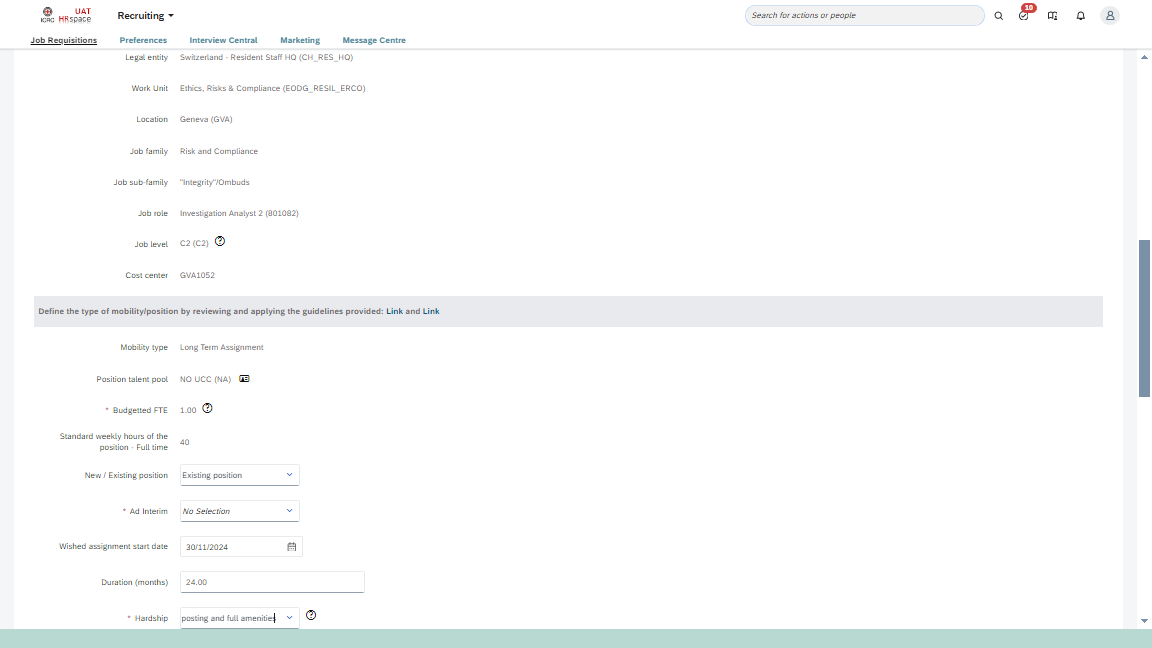 ICRC
UAT
HRspace
Recruiting
Search for actions or people
10
Job Requisitions
Preferences
Interview Central
Marketing
Message Centre
Legal entity
Switzerland - Resident Staff HQ (CH_RES_HQ)
Work Unit
Ethics, Risks & Compliance (EODG_RESIL_ERCO)
Location
Geneva (GVA)
Job family
Risk and Compliance
Job sub-family
"Integrity"/Ombuds
Job role
Investigation Analyst 2 (801082)
Job level
C2 (C2)
Cost center
GVA1052
Define the type of mobility/position by reviewing and applying the guidelines provided: Link and Link
Mobility type
Long Term Assignment
Position talent pool
NO UCC (NA)
* Budgetted FTE
1.00
Standard weekly hours of the
position - Full time
40
New / Existing position
Existing position
* Ad Interim
No Selection
Wished assignment start date
30/11/2024
Duration (months)
24.00
* Hardship
posting and full amenities